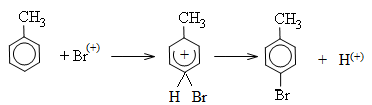 CH₃ CH₃ CH₃
+ Br⁽⁺⁾ + + H⁽⁺⁾
H Br Br